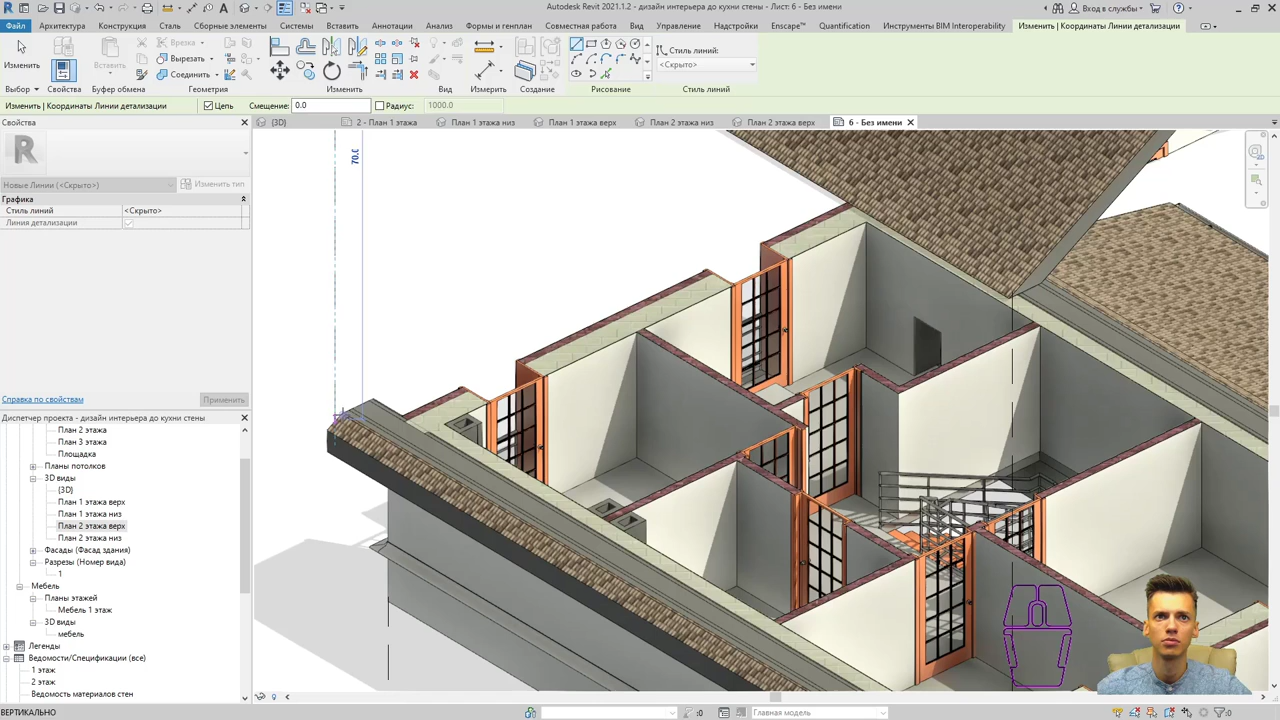 Autodesk Revit 2021.1.2 - дизайн интерьера до кухни стены - Лист: 6 - Без имени
Вход в службы
Файл Архитектура Конструкция Сталь Сборные элементы Системы Вставить Аннотации Анализ Формы и генплан Совместная работа Вид Управление Надстройки Enscape™ Quantification Инструменты BIM Interoperability Изменить | Координаты Линии детализации
Изменить
Вставить
Врезка
Вырезать
Соединить
Стиль линий:
<Скрыто>
Выбор Свойства Буфер обмена Геометрия Изменить Вид Измерить Создание Рисование Стиль линий
Изменить | Координаты Линии детализации Цепь Смещение: 0.0 Радиус: 1000.0
Свойства
{3D} 2 - План 1 этажа План 1 этажа низ План 1 этажа верх План 2 этажа низ План 2 этажа верх 6 - Без имени
R
Новые Линии (<Скрыто>) Изменить тип
Графика
Стиль линий <Скрыто>
Линия детализации
Справка по свойствам Применить
Диспетчер проекта - дизайн интерьера до кухни стены
План 2 этажа
План 3 этажа
Площадка
Планы потолков
3D виды
{3D}
План 1 этажа верх
План 1 этажа низ
План 2 этажа верх
План 2 этажа низ
Фасады (Фасад здания)
Разрезы (Номер вида)
1
Мебель
Планы этажей
Мебель 1 этаж
3D виды
мебель
Легенды
Ведомости/Спецификации (все)
1 этаж
2 этаж
Ведомость материалов стен
70.0
ВЕРТИКАЛЬНО
:0 Главная модель :0